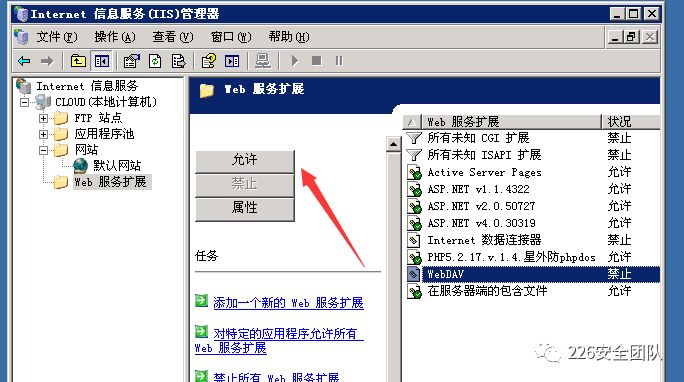 Internet 信息服务(IIS)管理器
文件(F) 操作(A) 查看(V) 窗口(W) 帮助(H)
Internet 信息服务
CLOUD(本地计算机)
FTP 站点
应用程序池
网站
默认网站
Web 服务扩展
Web 服务扩展
允许
禁止
属性
任务
添加一个新的 Web 服务扩展
对特定的应用程序允许所有
Web 服务扩展
禁止所有 Web 服务扩展
Web 服务扩展 状况
所有未知 CGI 扩展 禁止
所有未知 ISAPI 扩展 禁止
Active Server Pages 允许
ASP.NET v1.1.4322 允许
ASP.NET v2.0.50727 允许
ASP.NET v4.0.30319 允许
Internet 数据连接器 禁止
PHP5.2.17.v.1.4.星外防phpdos 允许
WebDAV 禁止
在服务器端的包含文件 允许
226安全团队